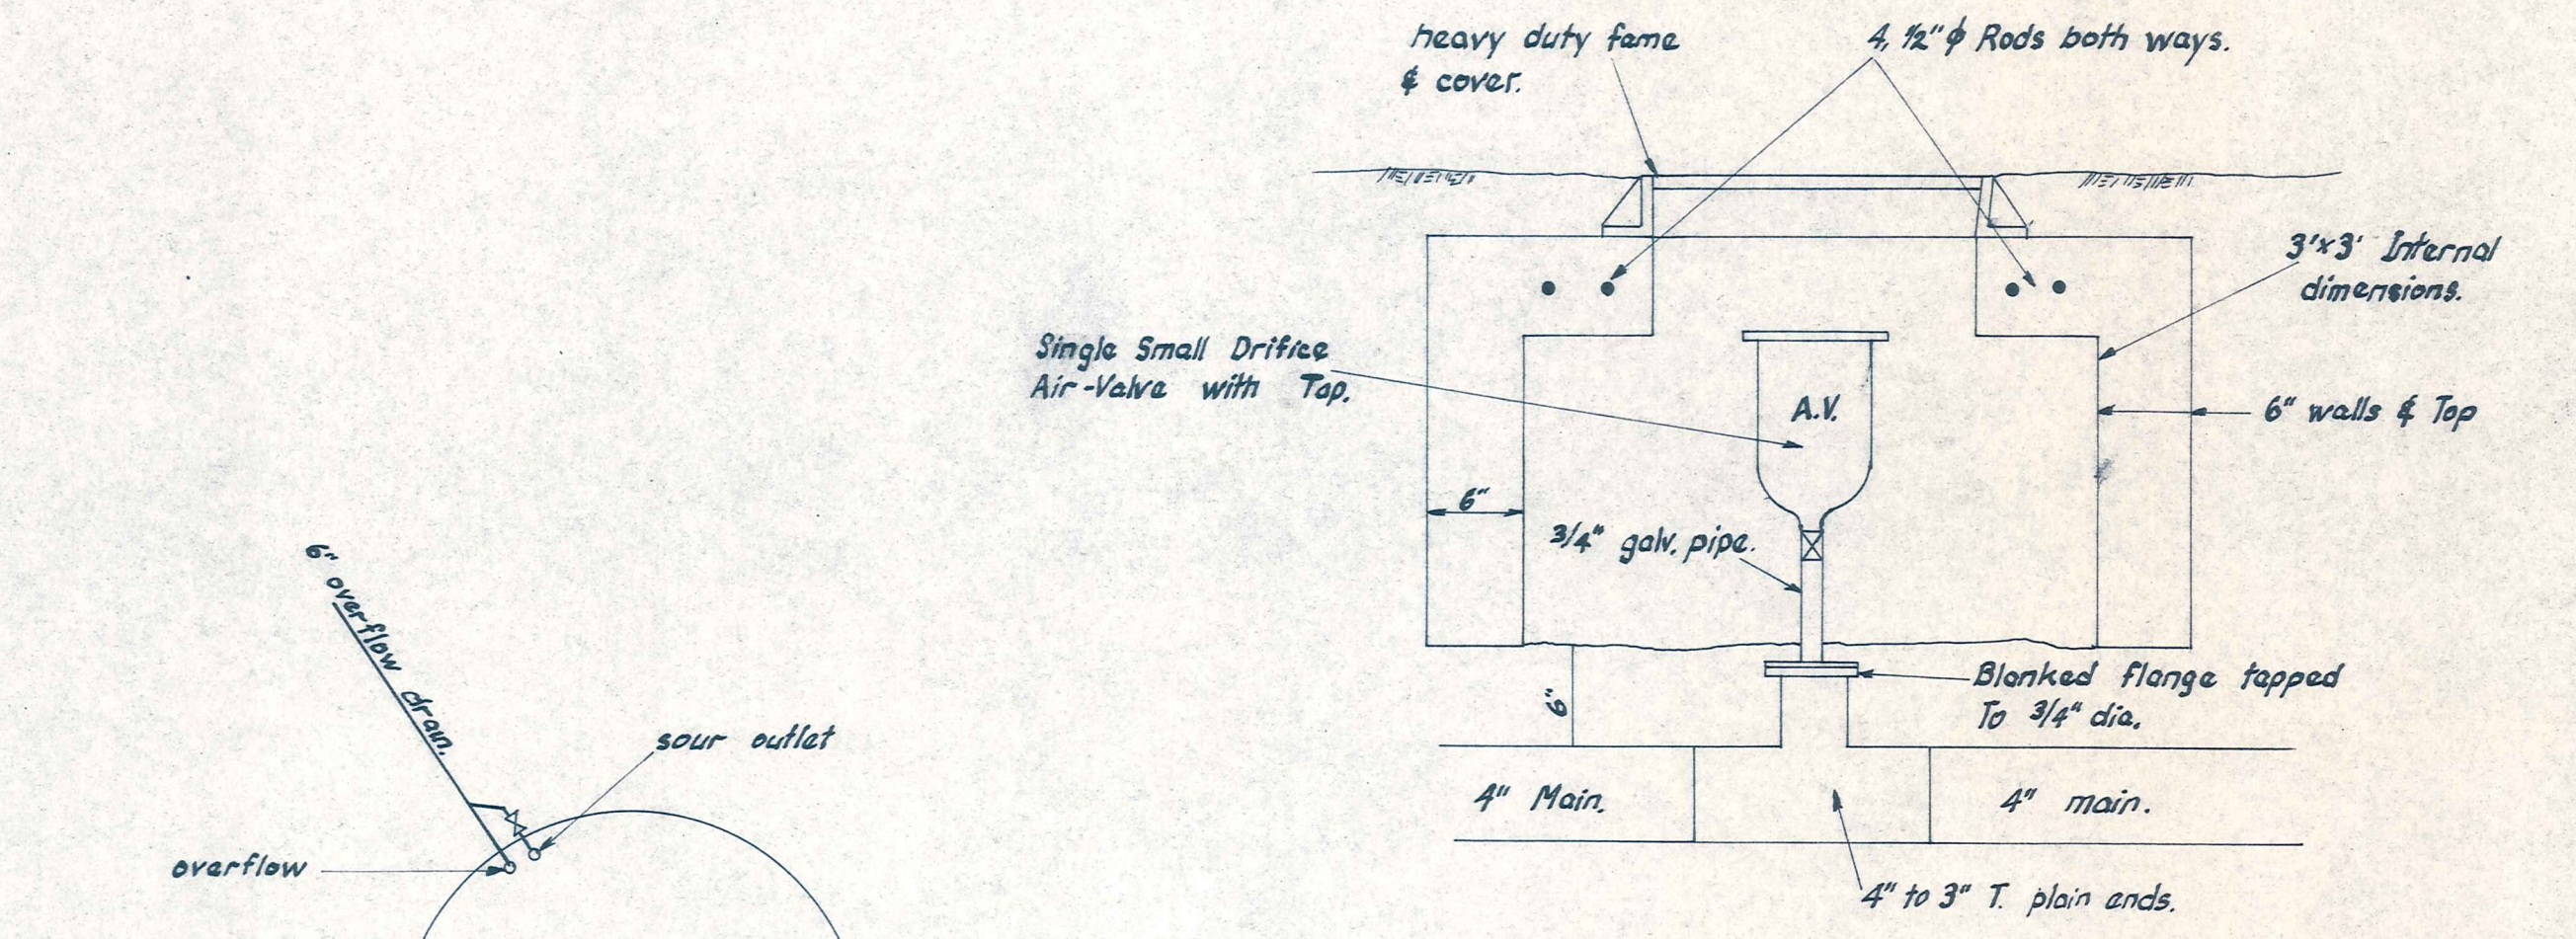 heavy duty fame
& cover.
4, 1/2" ϕ Rods both ways.
3'x3' Internal
dimensions.
Single Small Drifice
Air-Valve with Tap.
A.V.
6" walls & Top
6"
3/4" galv. pipe.
6" overflow drain.
Blanked flange tapped
To 3/4" dia.
6"
sour outlet
4" Main.
4" main.
overflow
4" to 3" T. plain ends.